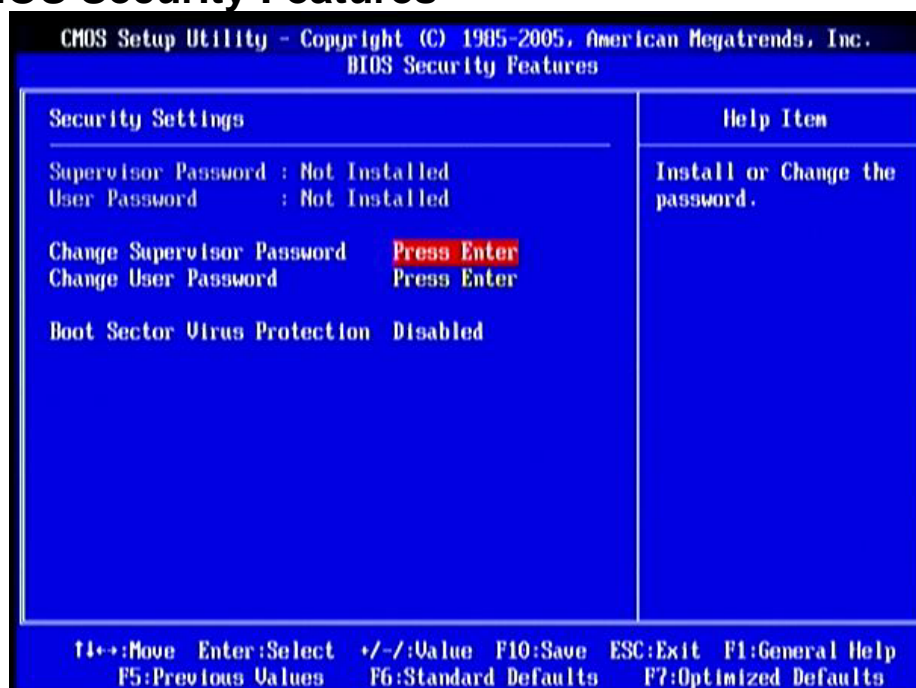 BIOS Security Features
CMOS Setup Utility - Copyright (C) 1985-2005, American Megatrends, Inc.
BIOS Security Features
Security Settings
Help Item
Supervisor Password : Not Installed
User Password : Not Installed
Install or Change the
password.
Change Supervisor Password Press Enter
Change User Password Press Enter
Boot Sector Virus Protection Disabled
↑↓←→:Move Enter:Select +/-/:Value F10:Save ESC:Exit F1:General Help
F5:Previous Values F6:Standard Defaults F7:Optimized Defaults